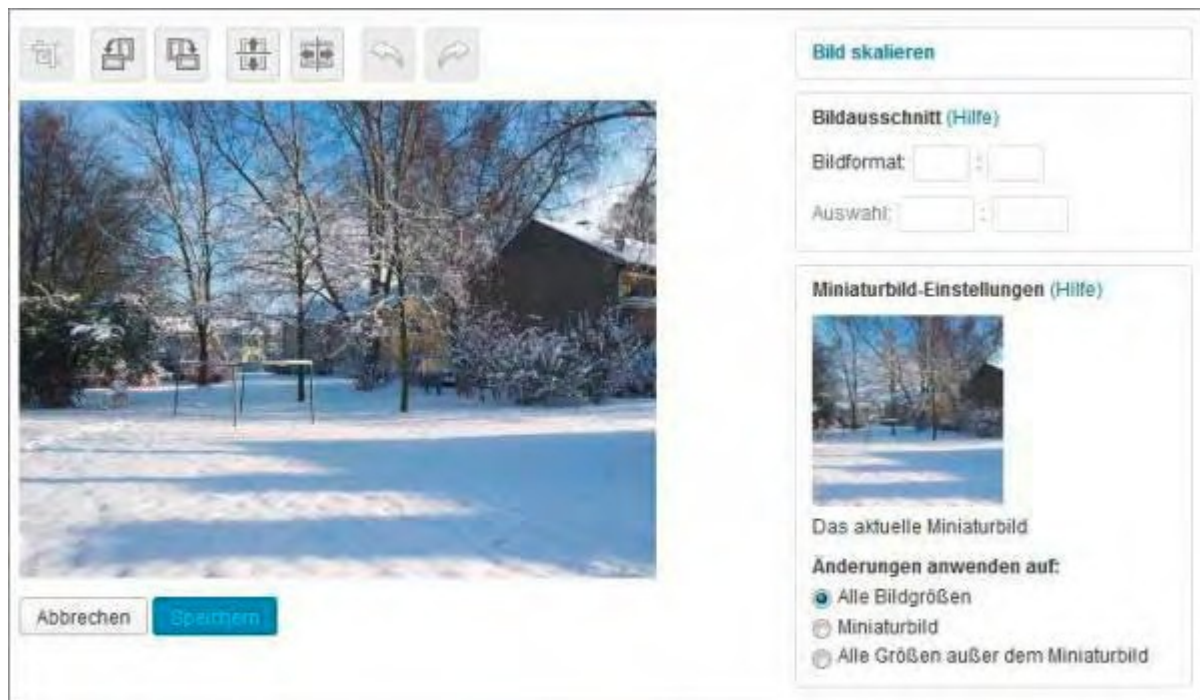 Bild skalieren
Bildausschnitt (Hilfe)
Bildformat: :
Auswahl: :
Miniaturbild-Einstellungen (Hilfe)
Das aktuelle Miniaturbild
Änderungen anwenden auf:
Alle Bildgrößen
Miniaturbild
Alle Größen außer dem Miniaturbild
Abbrechen Speichern